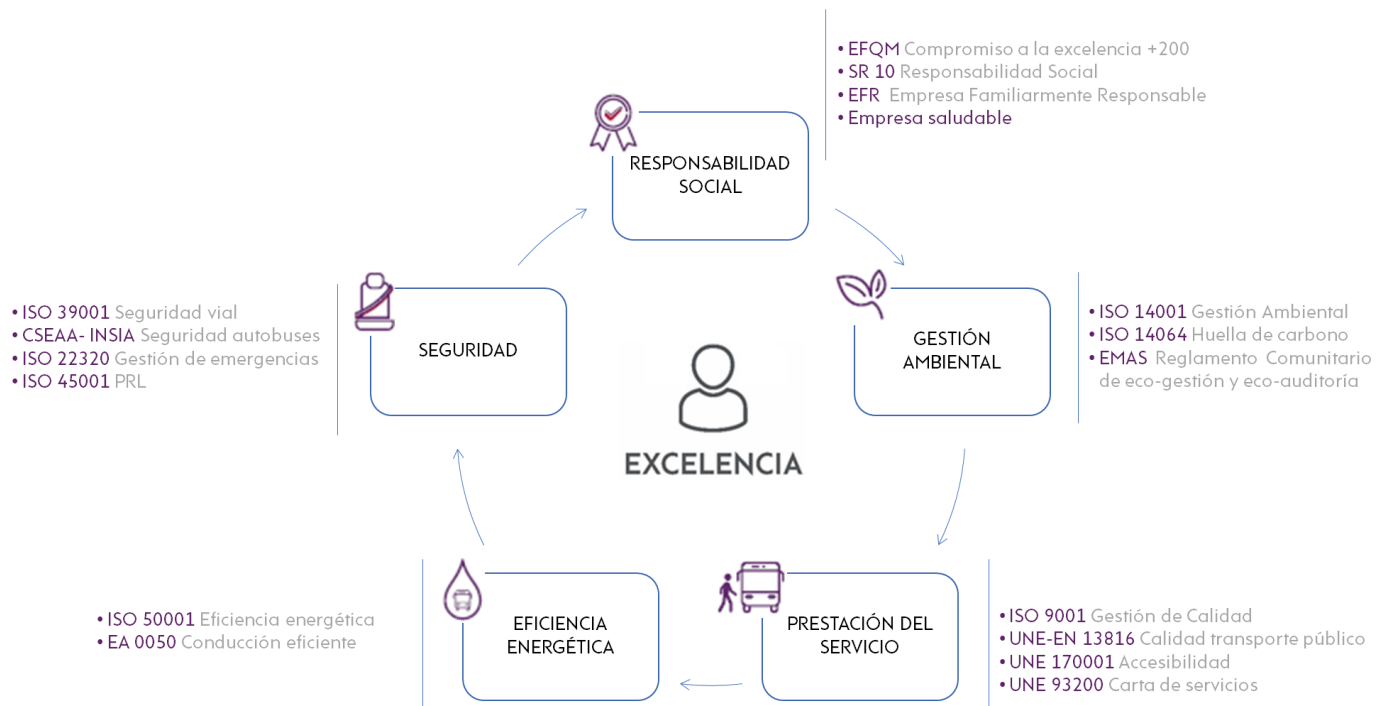 • EFQM Compromiso a la excelencia +200
• SR 10 Responsabilidad Social
• EFR Empresa Familiarmente Responsable
• Empresa saludable
RESPONSABILIDAD
SOCIAL
• ISO 39001 Seguridad vial
• CSEAA- INSIA Seguridad autobuses
• ISO 22320 Gestión de emergencias
• ISO 45001 PRL
SEGURIDAD
GESTIÓN
AMBIENTAL
• ISO 14001 Gestión Ambiental
• ISO 14064 Huella de carbono
• EMAS Reglamento Comunitario
de eco-gestión y eco-auditoría
EXCELENCIA
• ISO 50001 Eficiencia energética
• EA 0050 Conducción eficiente
EFICIENCIA
ENERGÉTICA
PRESTACIÓN DEL
SERVICIO
• ISO 9001 Gestión de Calidad
• UNE-EN 13816 Calidad transporte público
• UNE 170001 Accesibilidad
• UNE 93200 Carta de servicios